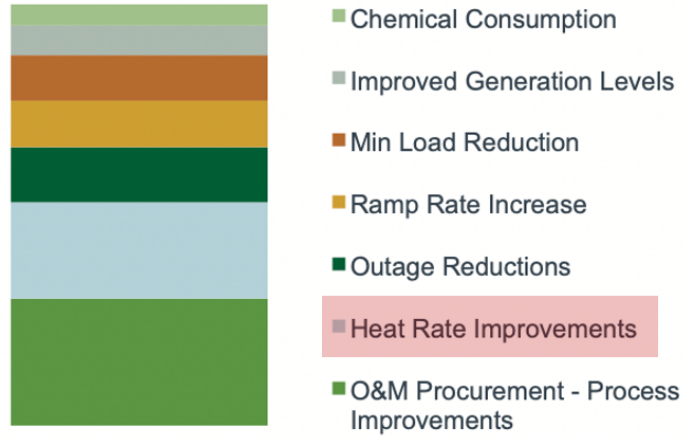 Chemical Consumption
Improved Generation Levels
Min Load Reduction
Ramp Rate Increase
Outage Reductions
Heat Rate Improvements
O&M Procurement - Process
Improvements